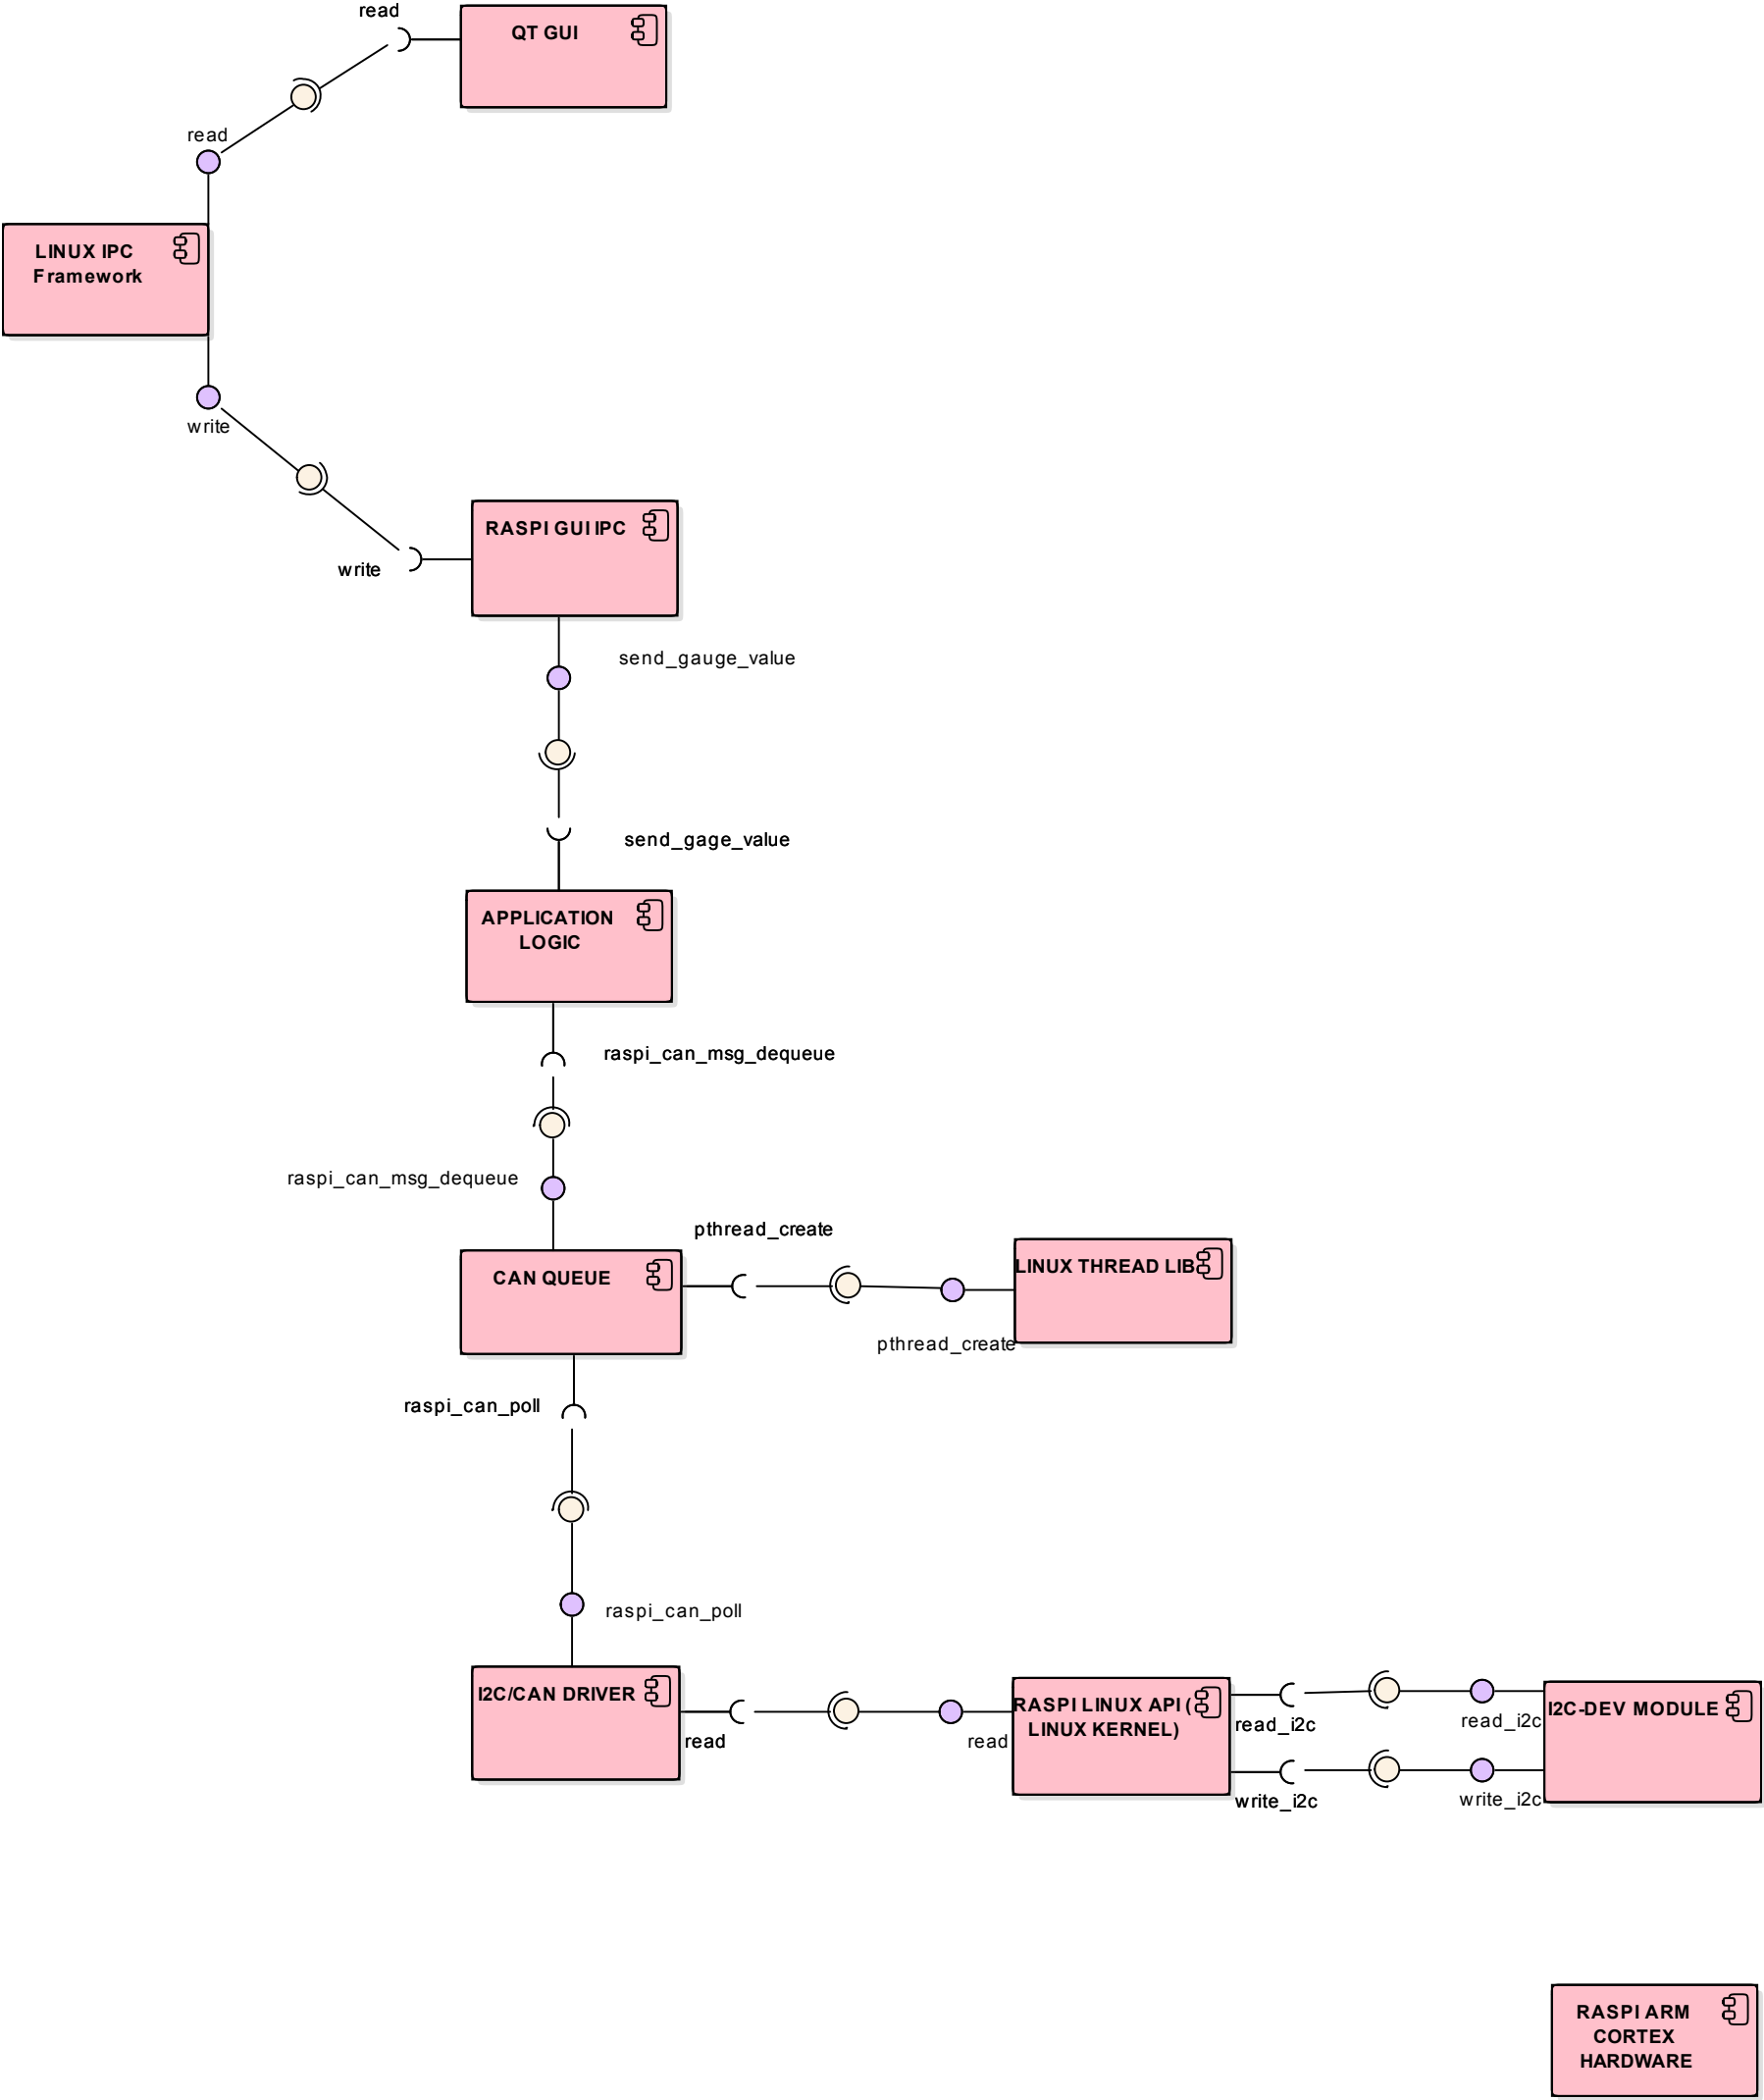 read
QT GUI
read
LINUX IPC
Framework
write
RASPI GUI IPC
write
send_gauge_value
send_gage_value
APPLICATION
LOGIC
raspi_can_msg_dequeue
raspi_can_msg_dequeue
pthread_create
CAN QUEUE
LINUX THREAD LIB
pthread_create
raspi_can_poll
raspi_can_poll
I2C/CAN DRIVER
read
read
RASPI LINUX API (
LINUX KERNEL)
read_i2c
write_i2c
read_i2c
write_i2c
I2C-DEV MODULE
RASPI ARM
CORTEX
HARDWARE